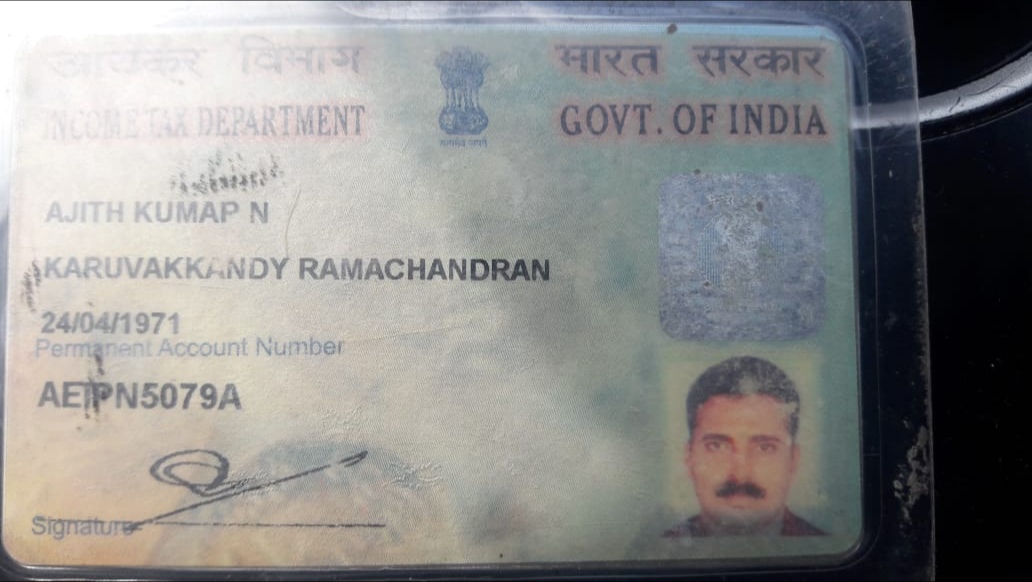 आयकर विभाग भारत सरकार
INCOME TAX DEPARTMENT GOVT. OF INDIA
सत्यमेव जयते
AJITH KUMAP N
KARUVAKKANDY RAMACHANDRAN
24/04/1971
Permanent Account Number
AETPN5079A
Signature